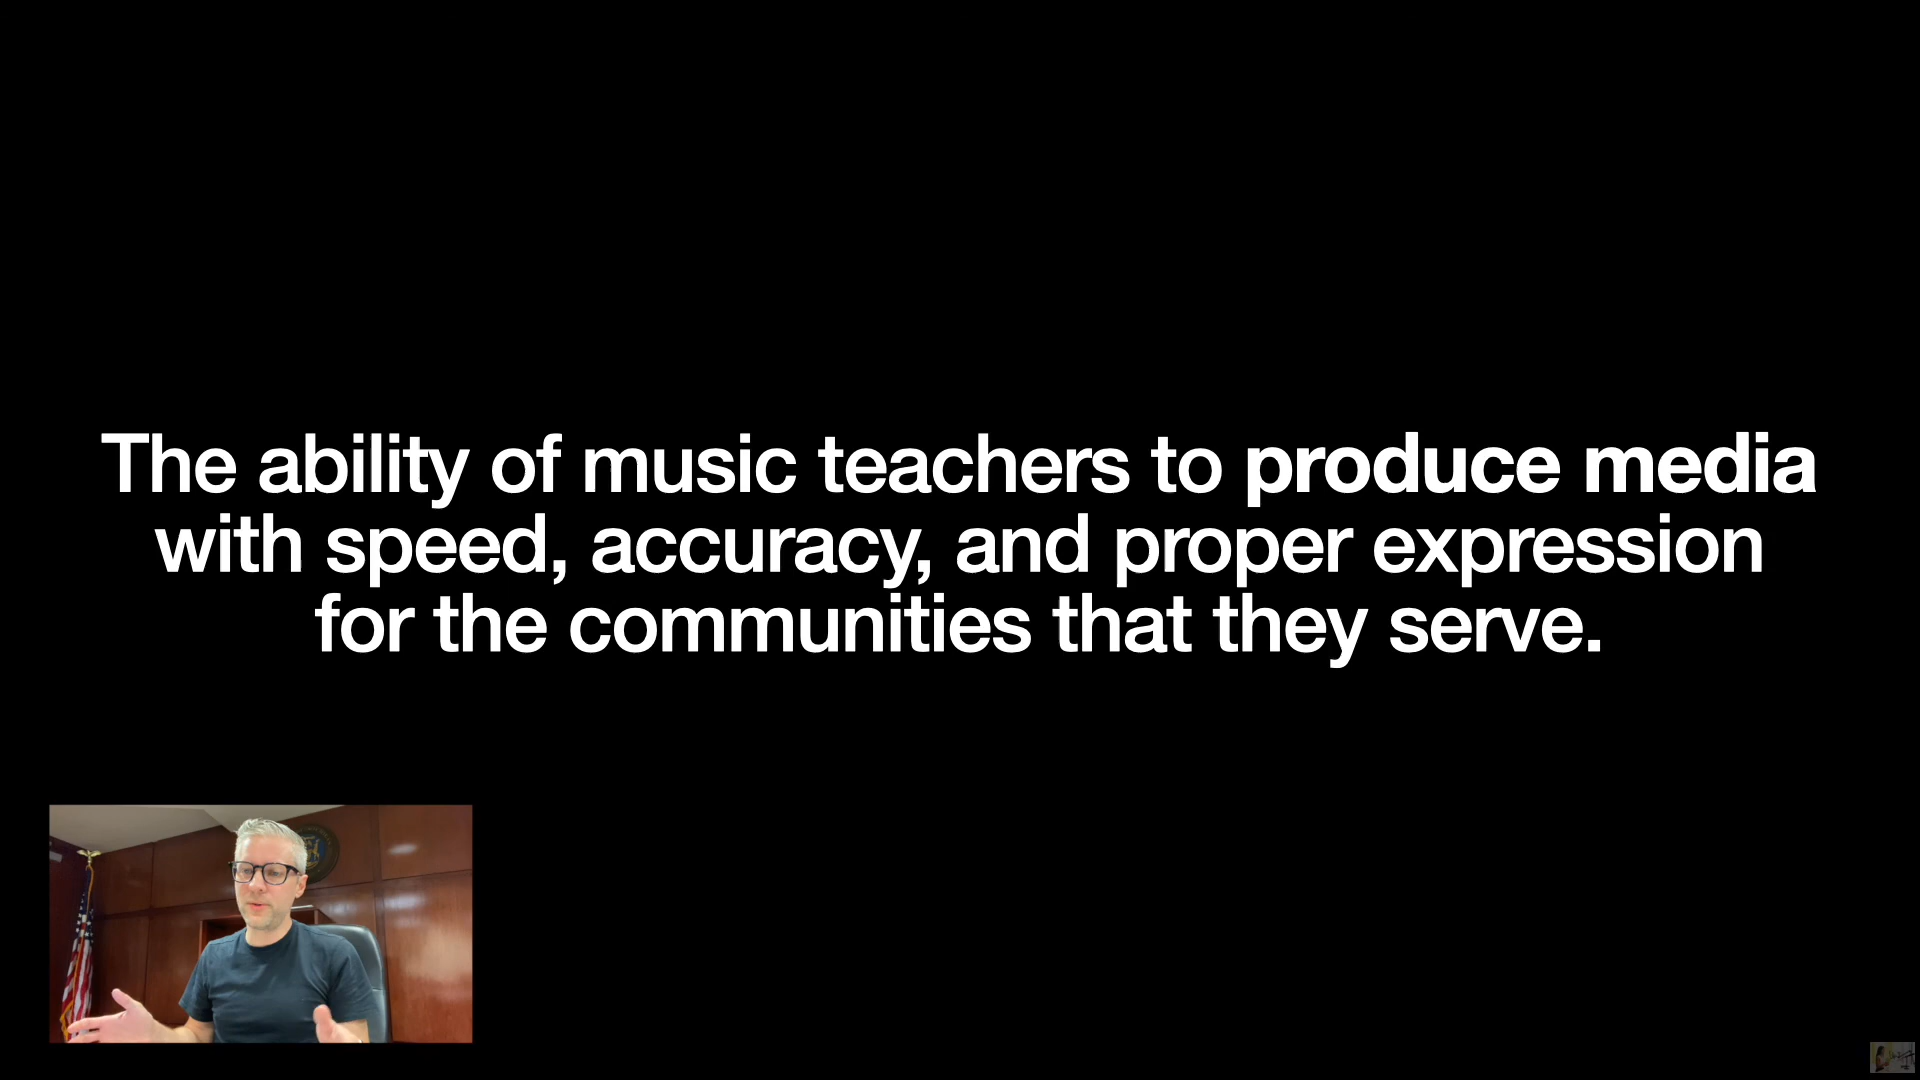 The ability of music teachers to produce media
with speed, accuracy, and proper expression
for the communities that they serve.